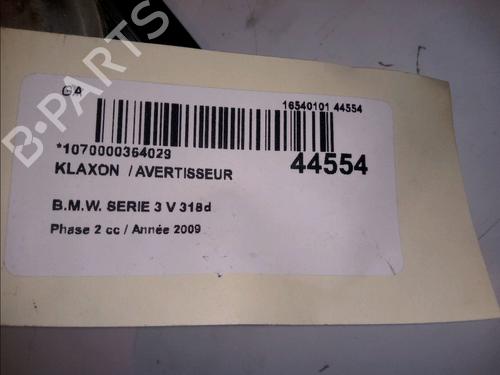 GA
16540101 44554
*1070000364029
44554
KLAXON /AVERTISSEUR
B.M.W. SERIE 3 V 318d
Phase 2 cc / Année 2009
B-PARTS